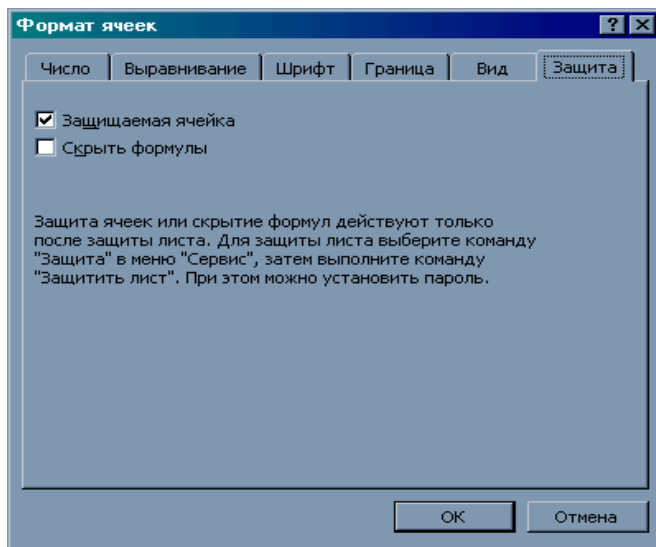 Формат ячеек
Число Выравнивание Шрифт Граница Вид Защита
Защищаемая ячейка
Скрыть формулы
Защита ячеек или скрытие формул действуют только
после защиты листа. Для защиты листа выберите команду
"Защита" в меню "Сервис", затем выполните команду
"Защитить лист". При этом можно установить пароль.
ОК Отмена